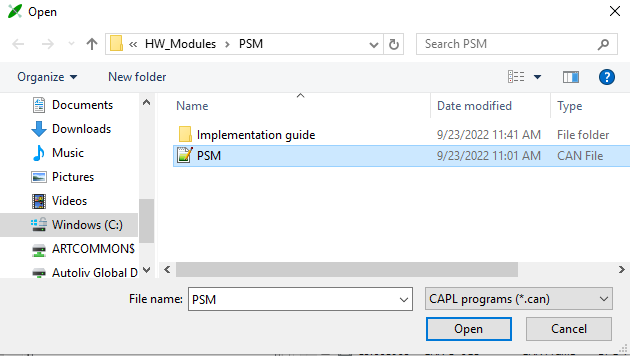 Open
« HW_Modules > PSM
Search PSM
Organize
New folder
?
Documents
Downloads
Music
Pictures
Videos
Windows (C:)
ARTCOMMON$
Autoliv Global D
Name Date modified Type
Implementation guide 9/23/2022 11:41 AM File folder
PSM 9/23/2022 11:01 AM CAN File
File name: PSM
CAPL programs (*.can)
Open Cancel